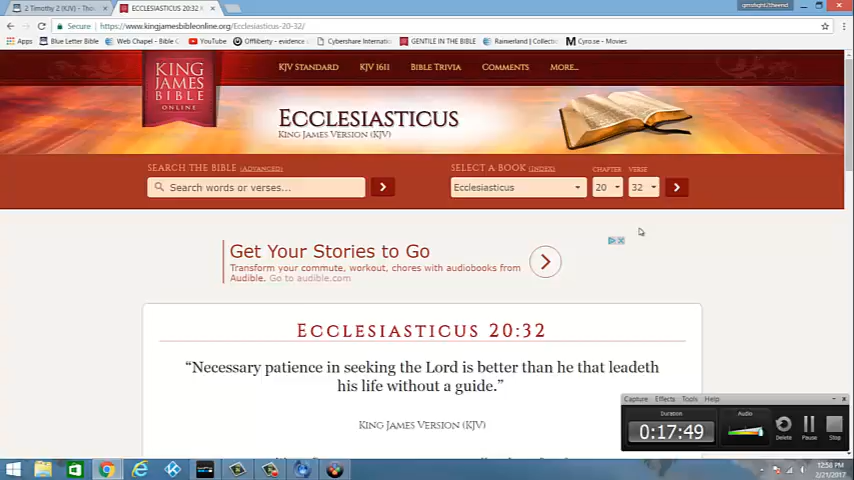 2 Timothy 2 (KJV) - Tho
ECCLESIASTICUS 20:32 K
Secure
https://www.kingjamesbibleonline.org/Ecclesiasticus-20-32/
Apps
Blue Letter Bible
Web Chapel - Bible C
YouTube
Offliberty - evidence
Cybershare Internati
GENTILE IN THE BIBLE
Rainierland | Collecti
Cyro.se - Movies
KING
JAMES
BIBLE
ONLINE
KJV STANDARD
KJV 1611
BIBLE TRIVIA
COMMENTS
MORE...
ECCLESIASTICUS
KING JAMES VERSION (KJV)
SEARCH THE BIBLE (ADVANCED)
SELECT A BOOK (INDEX)
CHAPTER
VERSE
Search words or verses...
Ecclesiasticus
20
32
Get Your Stories to Go
Transform your commute, workout, chores with audiobooks from
Audible. Go to audible.com
ECCLESIASTICUS 20:32
“Necessary patience in seeking the Lord is better than he that leadeth
his life without a guide.”
KING JAMES VERSION (KJV)
Capture
Effects
Tools
Help
Duration
Audio
0:17:49
Delete
Pause
Stop
12:58 PM
2/21/2017